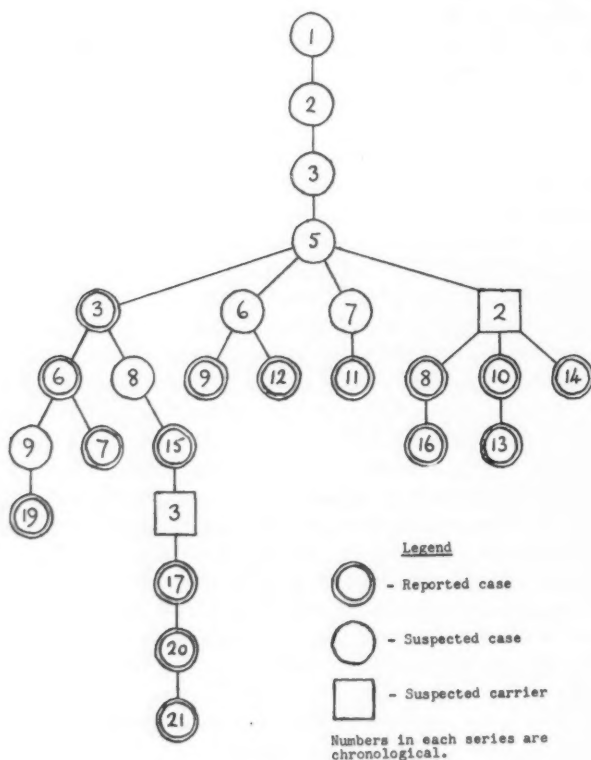 1
2
3
5
3 6 7 2
6 8 9 12 11 8 10 14
9 7 15 16 13
19 3
Legend
- Reported case
17
- Suspected case
20
- Suspected carrier
21
Numbers in each series are
chronological.